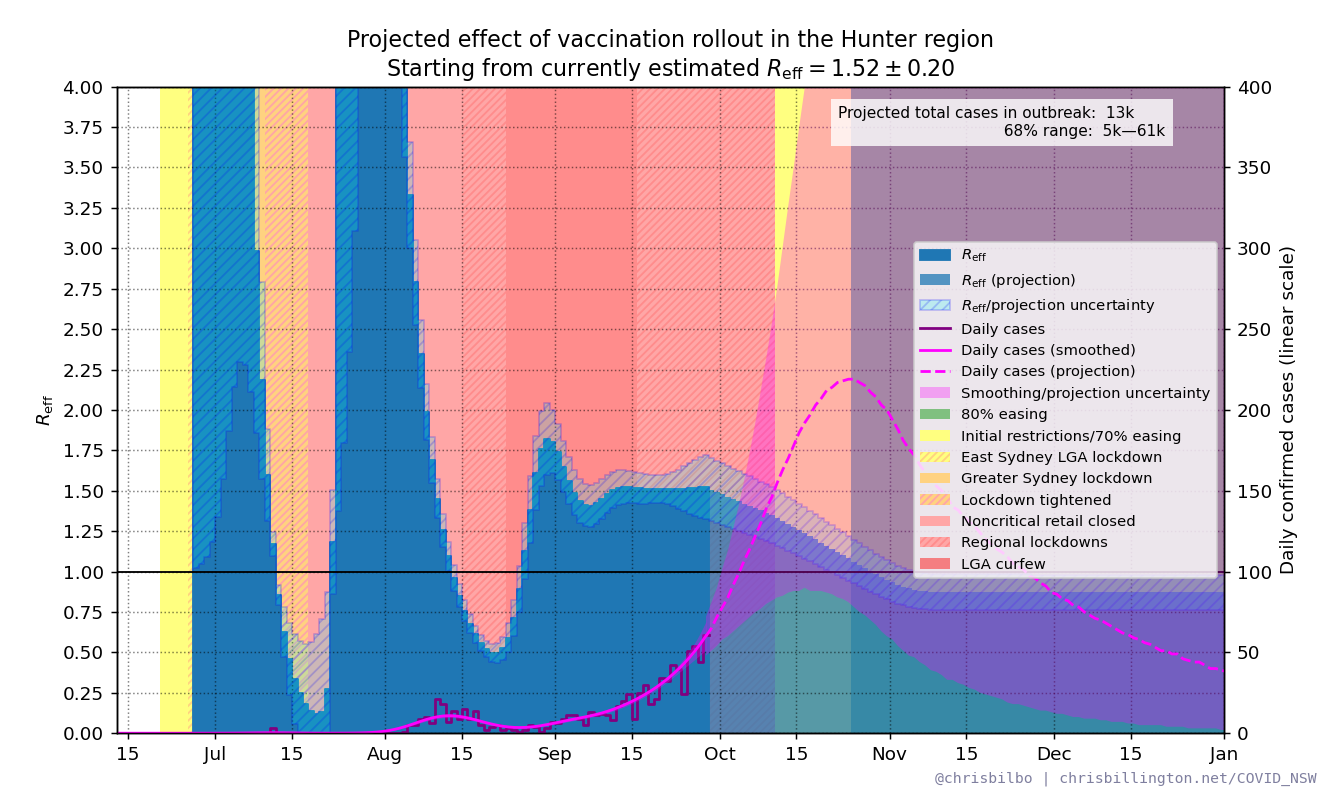 Projected effect of vaccination rollout in the Hunter region
Starting from currently estimated R_eff = 1.52 ± 0.20
4.00
3.75
3.50
3.25
3.00
2.75
2.50
2.25
2.00
1.75
1.50
1.25
1.00
0.75
0.50
0.25
0.00
R_eff
Projected total cases in outbreak: 13k
68% range: 5k—61k
R_eff
R_eff (projection)
R_eff/projection uncertainty
Daily cases
Daily cases (smoothed)
Daily cases (projection)
Smoothing/projection uncertainty
80% easing
Initial restrictions/70% easing
East Sydney LGA lockdown
Greater Sydney lockdown
Lockdown tightened
Noncritical retail closed
Regional lockdowns
LGA curfew
400
350
300
250
200
150
100
50
0
Daily confirmed cases (linear scale)
15 Jul 15 Aug 15 Sep 15 Oct 15 Nov 15 Dec 15 Jan
@chrisbilbo | chrisbillington.net/COVID_NSW